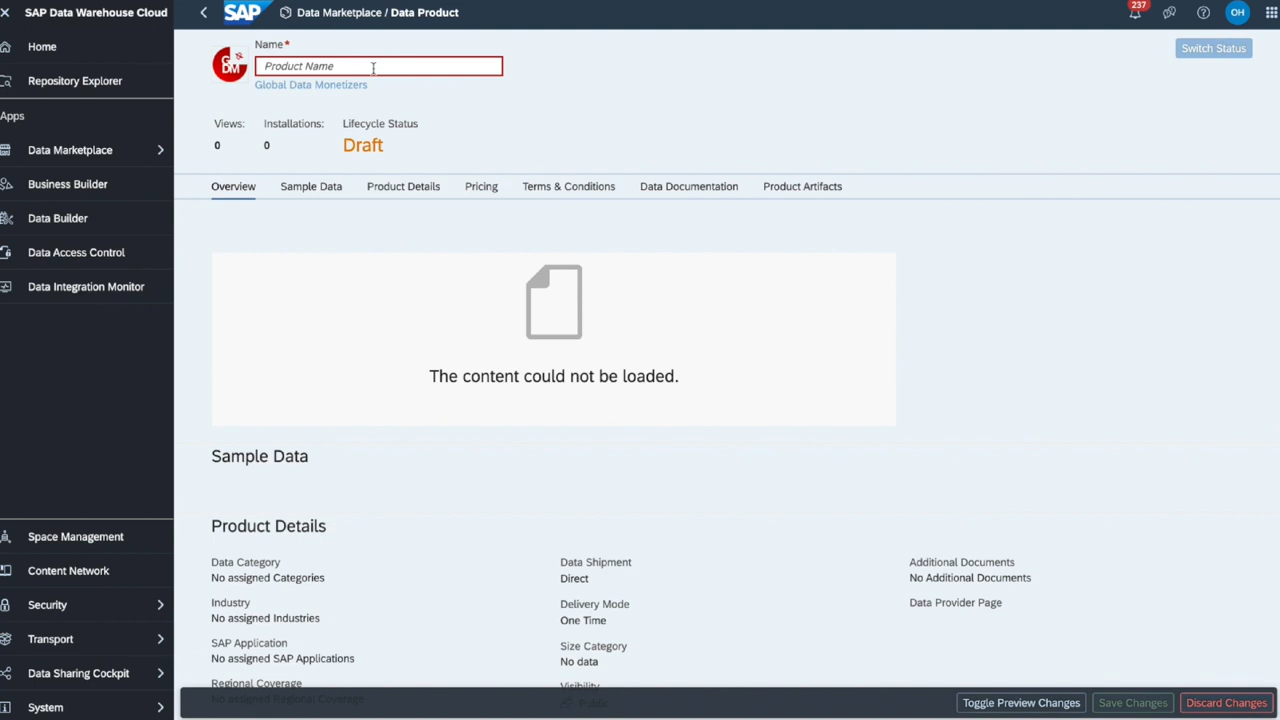 SAP Data Warehouse Cloud
SAP
Data Marketplace / Data Product
237
OH
Home
Repository Explorer
Apps
Data Marketplace
Business Builder
Data Builder
Data Access Control
Data Integration Monitor
Space Management
Content Network
Security
Transport
Data Sharing Cockpit
System
Name*
Switch Status
GDM
Product Name
Global Data Monetizers
Views: Installations: Lifecycle Status
0 0 Draft
Overview Sample Data Product Details Pricing Terms & Conditions Data Documentation Product Artifacts
The content could not be loaded.
Sample Data
Product Details
Data Category
No assigned Categories
Industry
No assigned Industries
SAP Application
No assigned SAP Applications
Regional Coverage
No assigned Regional Coverage
Data Shipment
Direct
Delivery Mode
One Time
Size Category
No data
Visibility
Public
Additional Documents
No Additional Documents
Data Provider Page
Toggle Preview Changes Save Changes Discard Changes